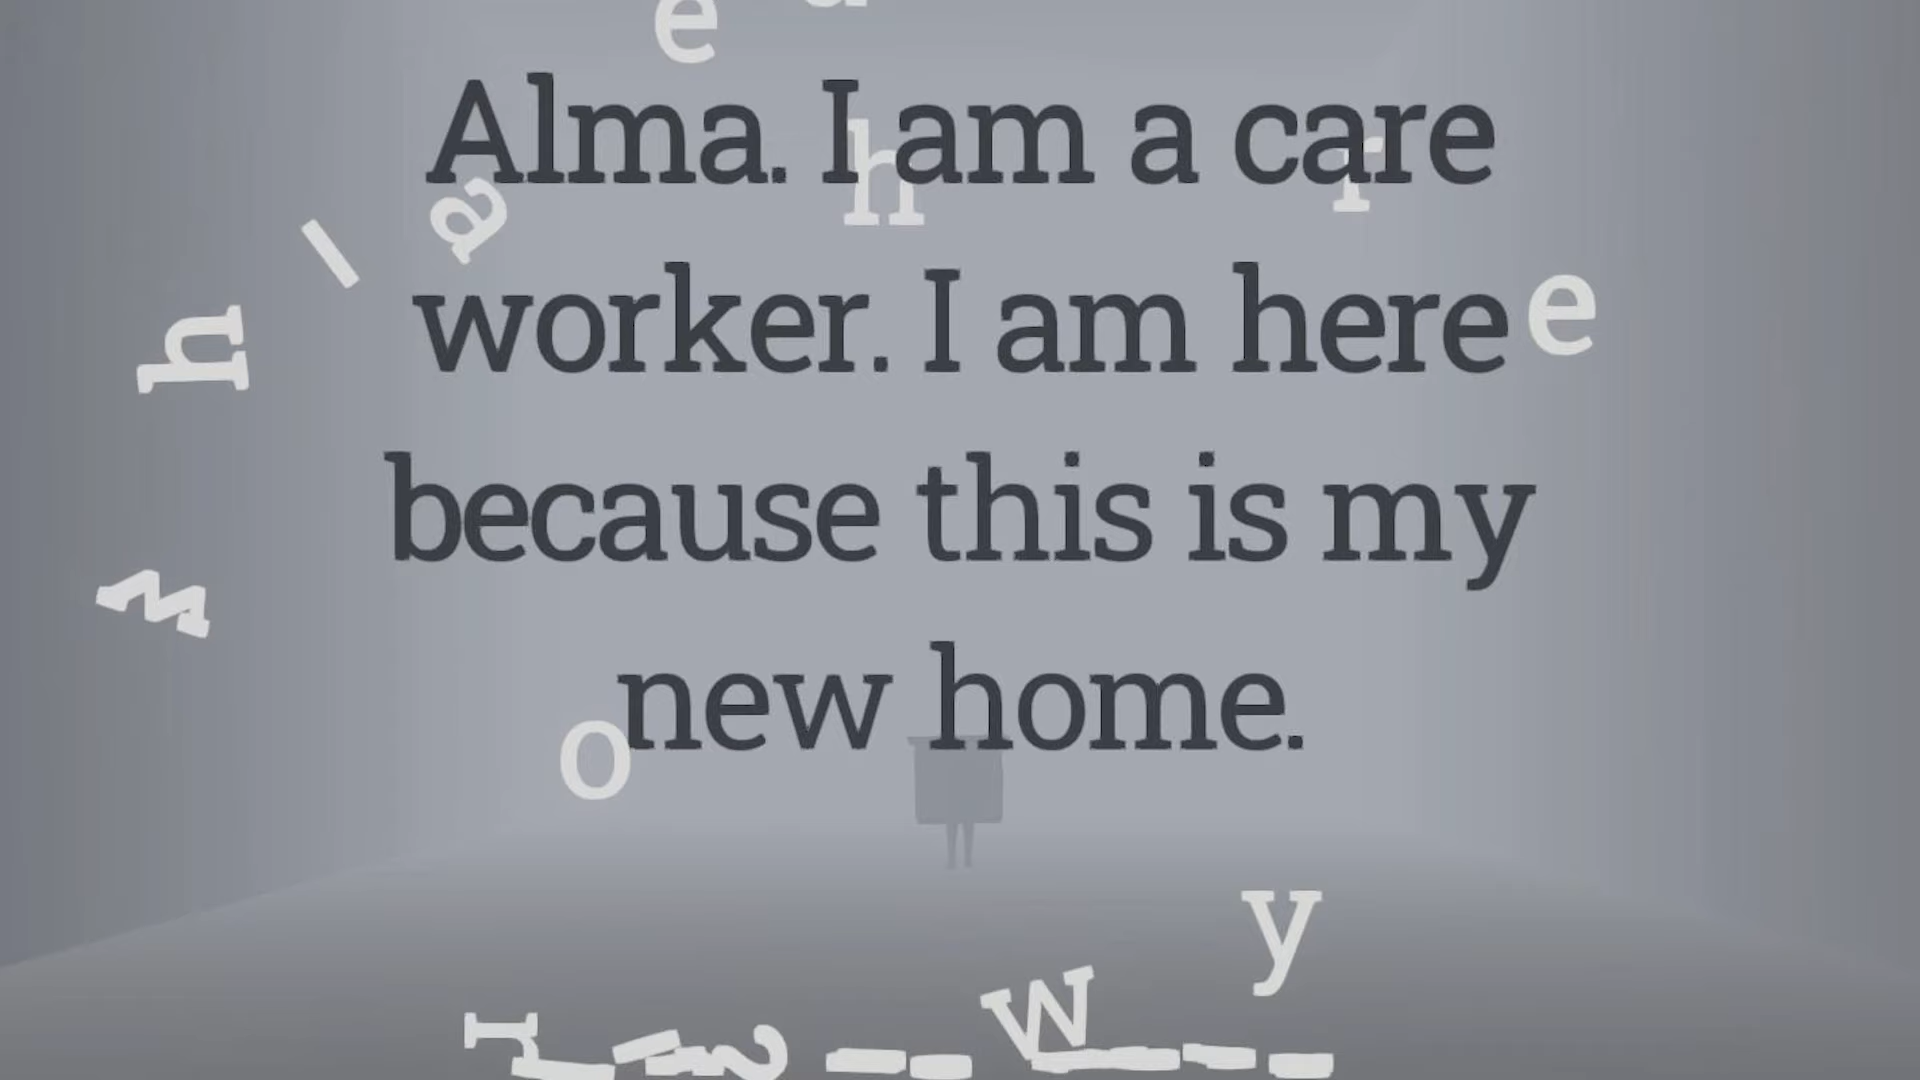 Alma. I am a care
worker. I am here
because this is my
new home.
e
h
r
a
l
h
e
w
o
y
w
r